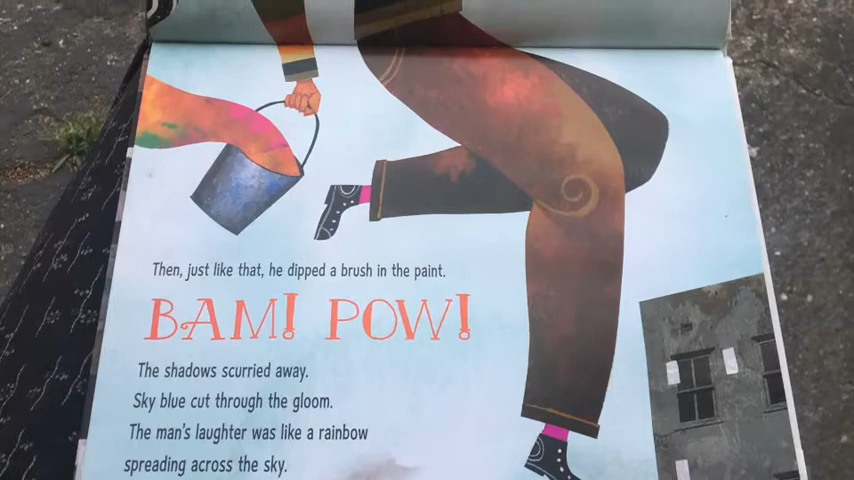 Then, just like that, he dipped a brush in the paint.
BAM! POW!
The shadows scurried away.
Sky blue cut through the gloom.
The man's laughter was like a rainbow
spreading across the sky.